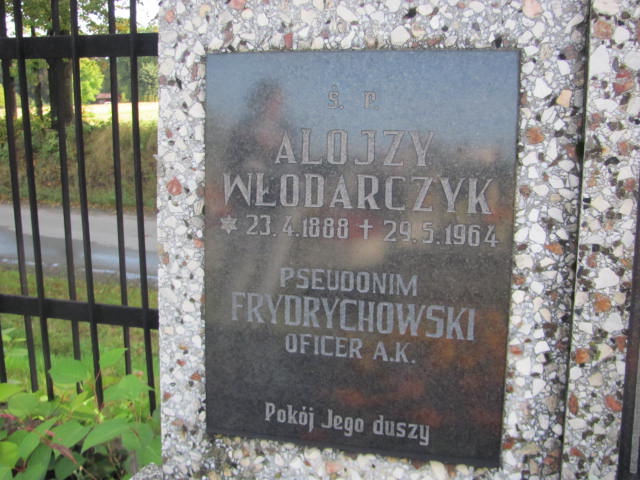 Ś. P.
ALOJZY
WŁODARCZYK
✡ 23.4.1888 ✝ 29.5.1964
PSEUDONIM
FRYDRYCHOWSKI
OFICER A.K.
Pokój Jego duszy